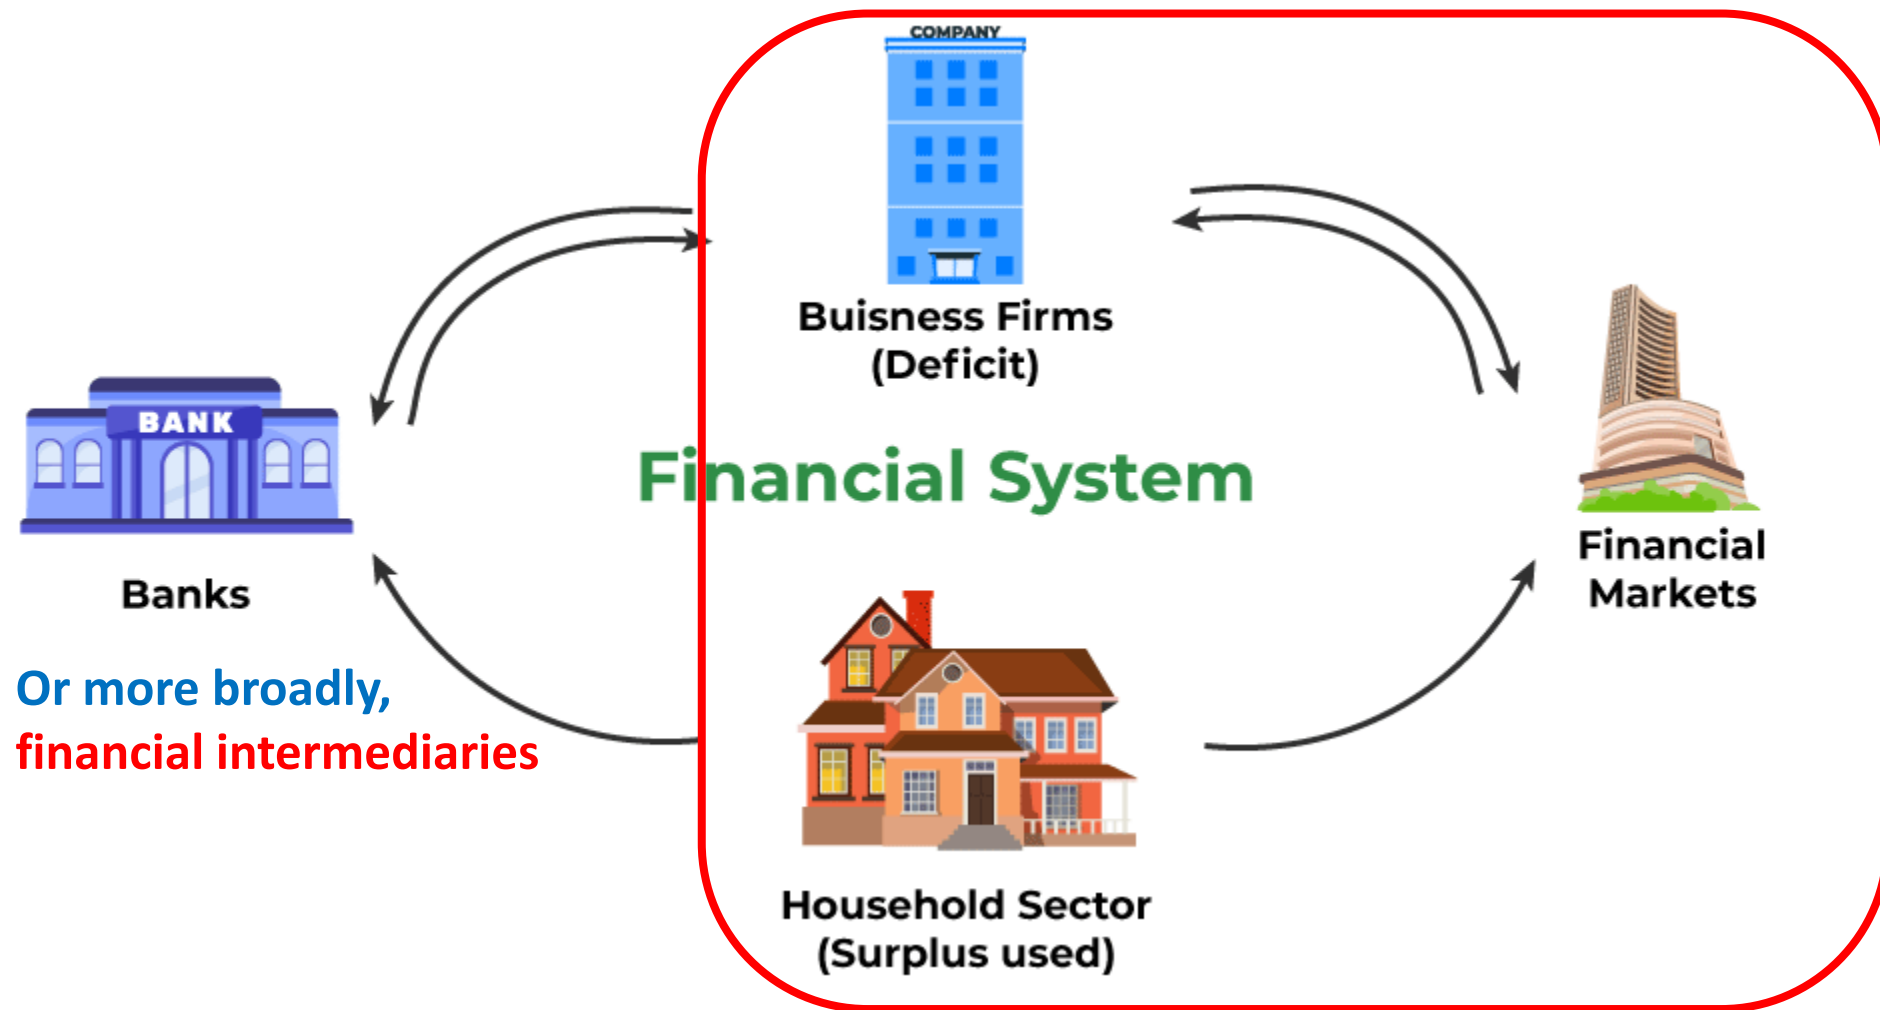 COMPANY
Buisness Firms
(Deficit)
BANK
Financial System
Banks
Financial
Markets
Or more broadly,
financial intermediaries
Household Sector
(Surplus used)